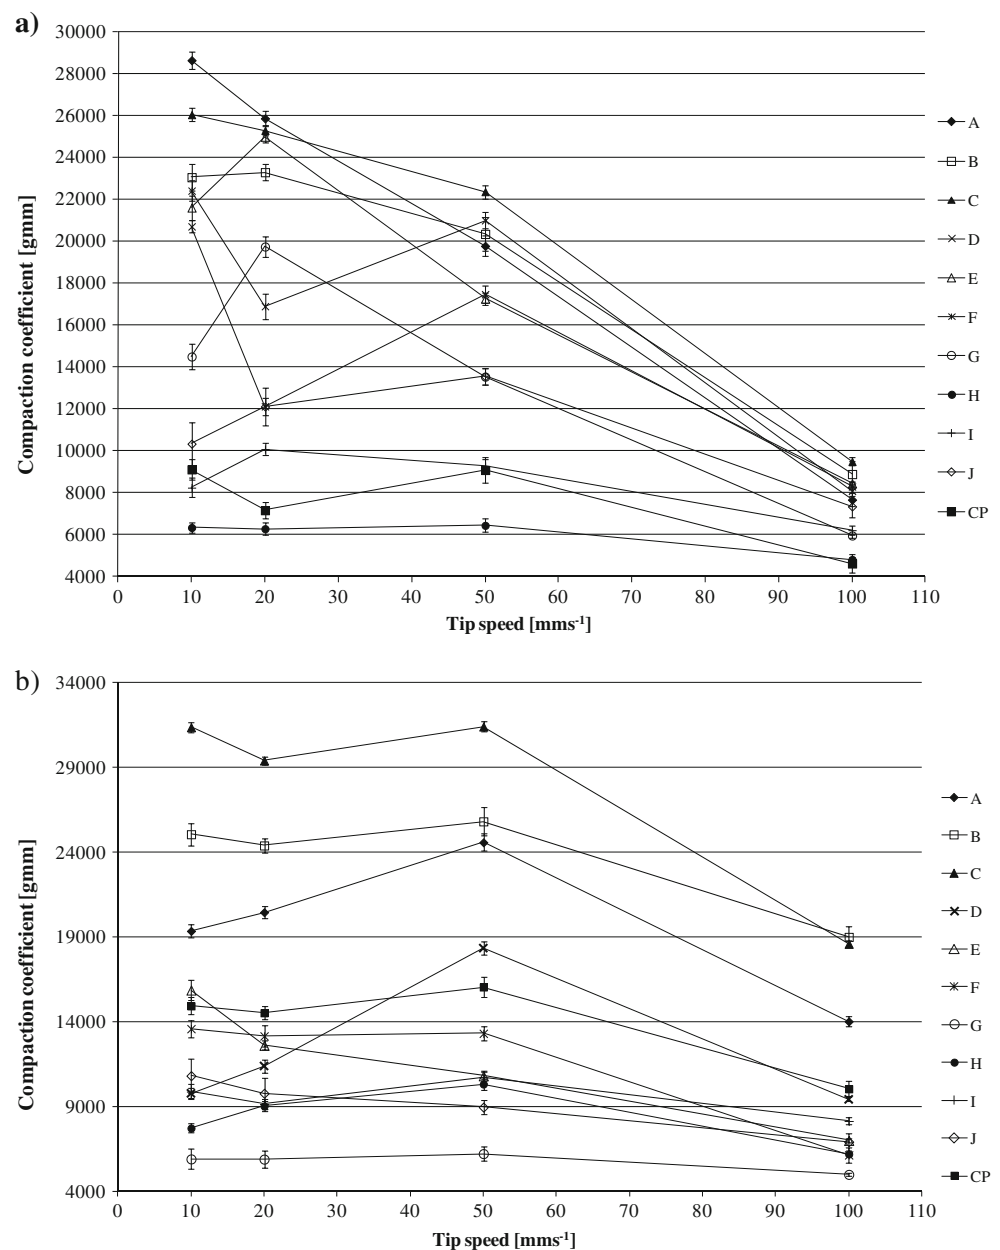 a)
30000
28000
26000
24000
22000
20000
18000
16000
14000
12000
10000
8000
6000
4000
Compaction coefficient [gmm]
0 10 20 30 40 50 60 70 80 90 100 110
Tip speed [mms-1]
A
B
C
D
E
F
G
H
I
J
CP
b)
34000
29000
24000
19000
14000
9000
4000
Compaction coefficient [gmm]
0 10 20 30 40 50 60 70 80 90 100 110
Tip speed [mms-1]
A
B
C
D
E
F
G
H
I
J
CP